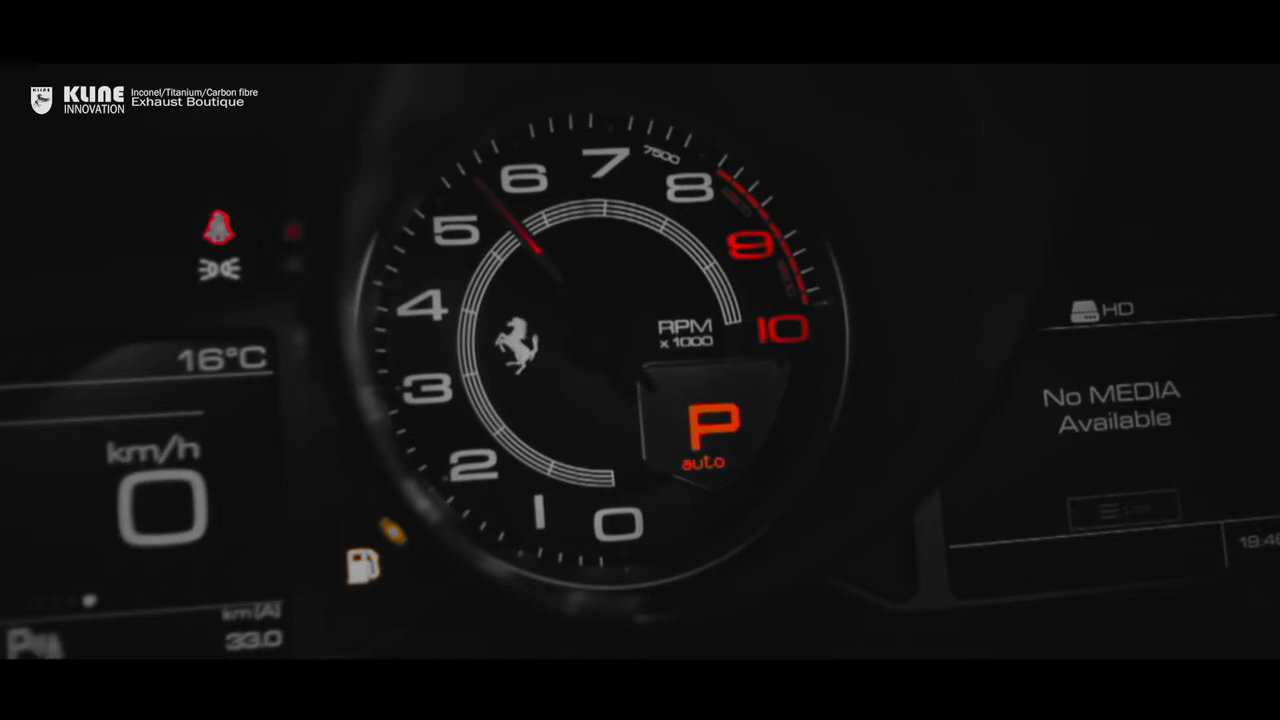 KLINE
INNOVATION
Inconel/Titanium/Carbon fibre
Exhaust Boutique
16°C
km/h
0
km(A)
33.0
0
1
2
3
4
5
6
7
7500
8
9
10
RPM
x 1000
P
auto
HD
No MEDIA
Available